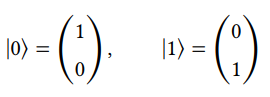 |0⟩ = (1 0), |1⟩ = (0 1)